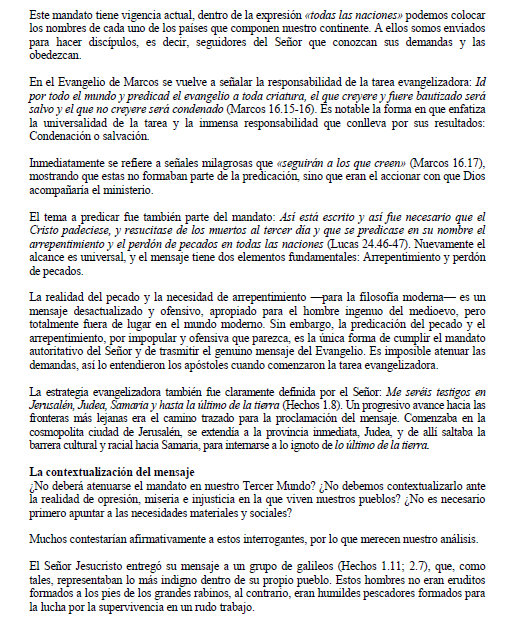 Este mandato tiene vigencia actual, dentro de la expresión «todas las naciones» podemos colocar
los nombres de cada uno de los países que componen nuestro continente. A ellos somos enviados
para hacer discípulos, es decir, seguidores del Señor que conozcan sus demandas y las
obedezcan.
En el Evangelio de Marcos se vuelve a señalar la responsabilidad de la tarea evangelizadora: Id
por todo el mundo y predicad el evangelio a toda criatura, el que creyere y fuere bautizado será
salvo y el que no creyere será condenado (Marcos 16.15-16). Es notable la forma en que enfatiza
la universalidad de la tarea y la inmensa responsabilidad que conlleva por sus resultados:
Condenación o salvación.
Inmediatamente se refiere a señales milagrosas que «seguirán a los que creen» (Marcos 16.17),
mostrando que estas no formaban parte de la predicación, sino que eran el accionar con que Dios
acompañaría el ministerio.
El tema a predicar fue también parte del mandato: Así está escrito y así fue necesario que el
Cristo padeciese, y resucitase de los muertos al tercer día y que se predicase en su nombre el
arrepentimiento y el perdón de pecados en todas las naciones (Lucas 24.46-47). Nuevamente el
alcance es universal, y el mensaje tiene dos elementos fundamentales: Arrepentimiento y perdón
de pecados.
La realidad del pecado y la necesidad de arrepentimiento —para la filosofía moderna— es un
mensaje desactualizado y ofensivo, apropiado para el hombre ingenuo del medioevo, pero
totalmente fuera de lugar en el mundo moderno. Sin embargo, la predicación del pecado y el
arrepentimiento, por impopular y ofensiva que parezca, es la única forma de cumplir el mandato
autoritativo del Señor y de trasmitir el genuino mensaje del Evangelio. Es imposible atenuar las
demandas, así lo entendieron los apóstoles cuando comenzaron la tarea evangelizadora.
La estrategia evangelizadora también fue claramente definida por el Señor: Me seréis testigos en
Jerusalén, Judea, Samaria y hasta la último de la tierra (Hechos 1.8). Un progresivo avance hacia las
fronteras más lejanas era el camino trazado para la proclamación del mensaje. Comenzaba en la
cosmopolita ciudad de Jerusalén, se extendía a la provincia inmediata, Judea, y de allí saltaba la
barrera cultural y racial hacia Samaria, para internarse a lo ignoto de lo último de la tierra.
La contextualización del mensaje
¿No deberá atenuarse el mandato en nuestro Tercer Mundo? ¿No debemos contextualizarlo ante
la realidad de opresión, miseria e injusticia en la que viven nuestros pueblos? ¿No es necesario
primero apuntar a las necesidades materiales y sociales?
Muchos contestarían afirmativamente a estos interrogantes, por lo que merecen nuestro análisis.
El Señor Jesucristo entregó su mensaje a un grupo de galileos (Hechos 1.11; 2.7), que, como
tales, representaban lo más indigno dentro de su propio pueblo. Estos hombres no eran eruditos
formados a los pies de los grandes rabinos, al contrario, eran humildes pescadores formados para
la lucha por la supervivencia en un rudo trabajo.